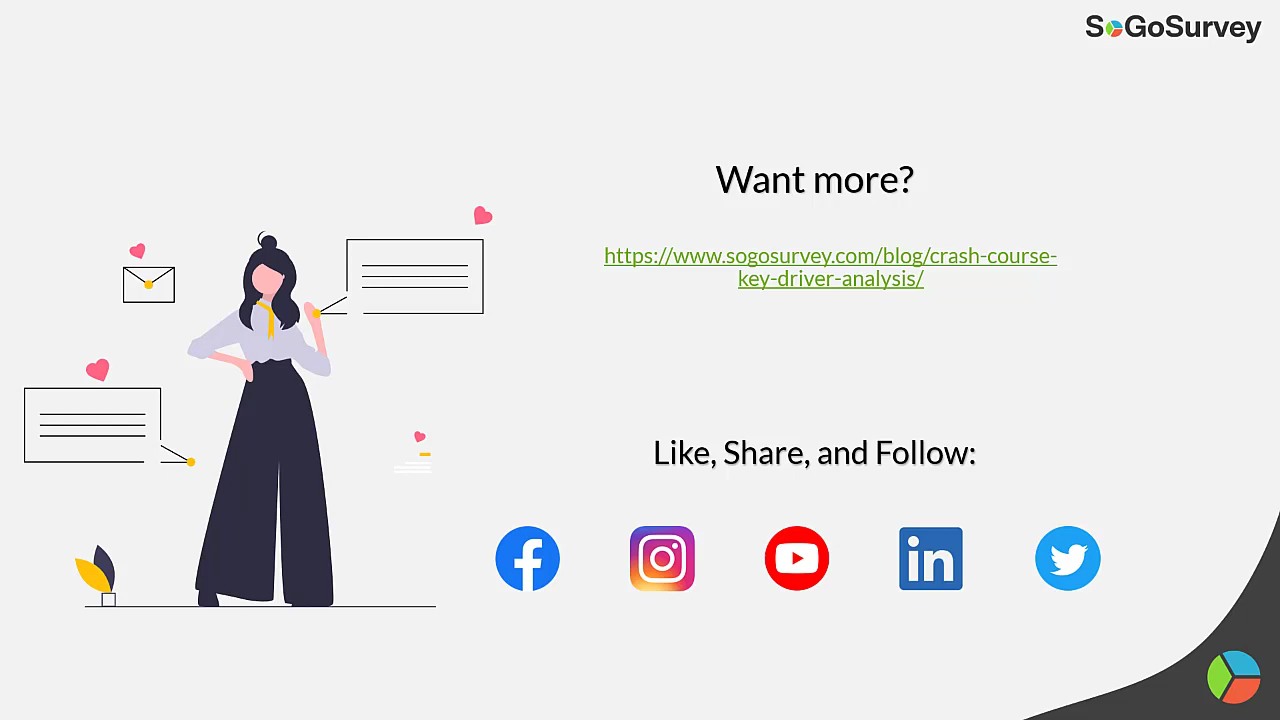 SoGoSurvey
Want more?
https://www.sogosurvey.com/blog/crash-course-
key-driver-analysis/
Like, Share, and Follow: